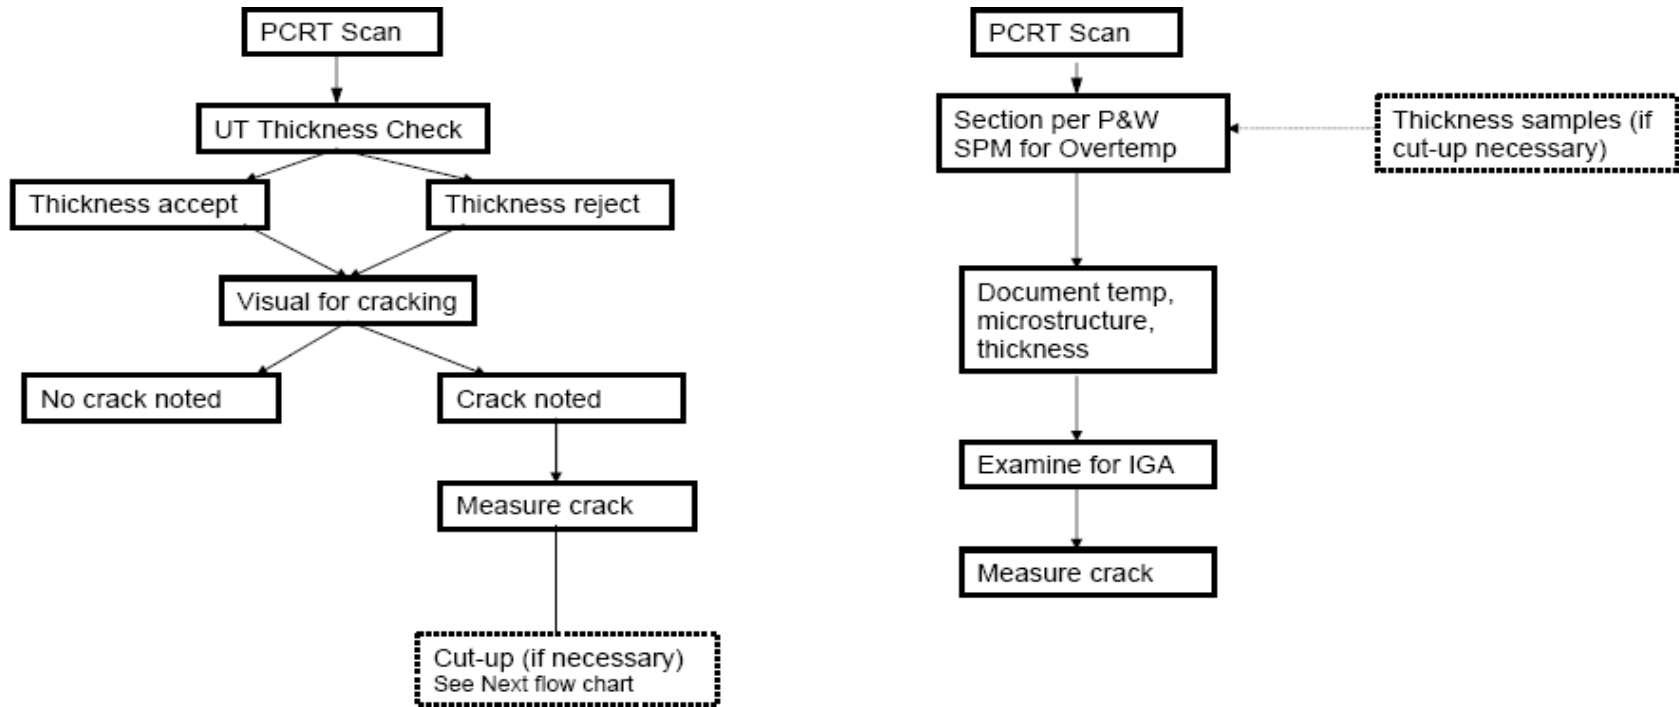 PCRT Scan
UT Thickness Check
Thickness accept
Thickness reject
Visual for cracking
No crack noted
Crack noted
Measure crack
Cut-up (if necessary)
See Next flow chart
PCRT Scan
Section per P&W
SPM for Overtemp
Thickness samples (if
cut-up necessary)
Document temp,
microstructure,
thickness
Examine for IGA
Measure crack